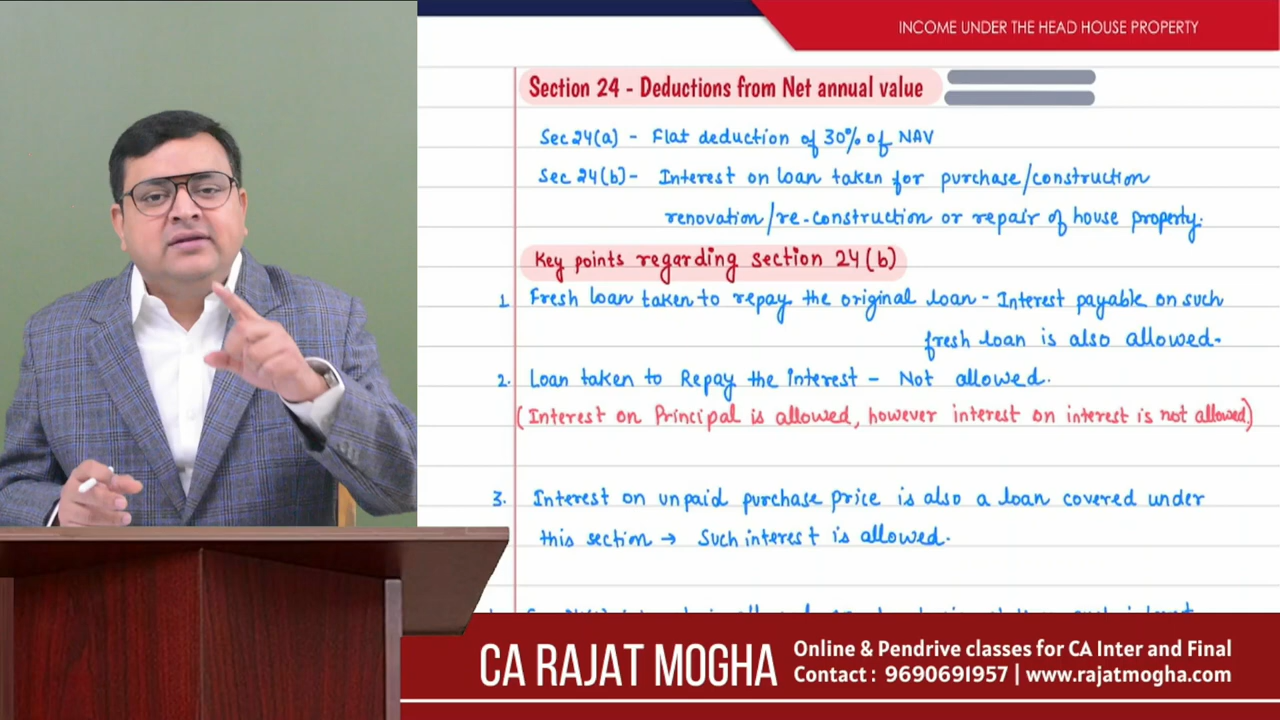 INCOME UNDER THE HEAD HOUSE PROPERTY
Section 24 - Deductions from Net annual value
Sec 24(a) - Flat deduction of 30% of NAV
Sec 24(b) - Interest on loan taken for purchase/construction
renovation/re-construction or repair of house property.
Key points regarding section 24(b)
1. Fresh loan taken to repay the original loan - Interest payable on such
fresh loan is also allowed.
2. Loan taken to Repay the interest - Not allowed.
(Interest on Principal is allowed, however interest on interest is not allowed)
3. Interest on unpaid purchase price is also a loan covered under
this section → Such interest is allowed.
CA RAJAT MOGHA
Online & Pendrive classes for CA Inter and Final
Contact : 9690691957 | www.rajatmogha.com